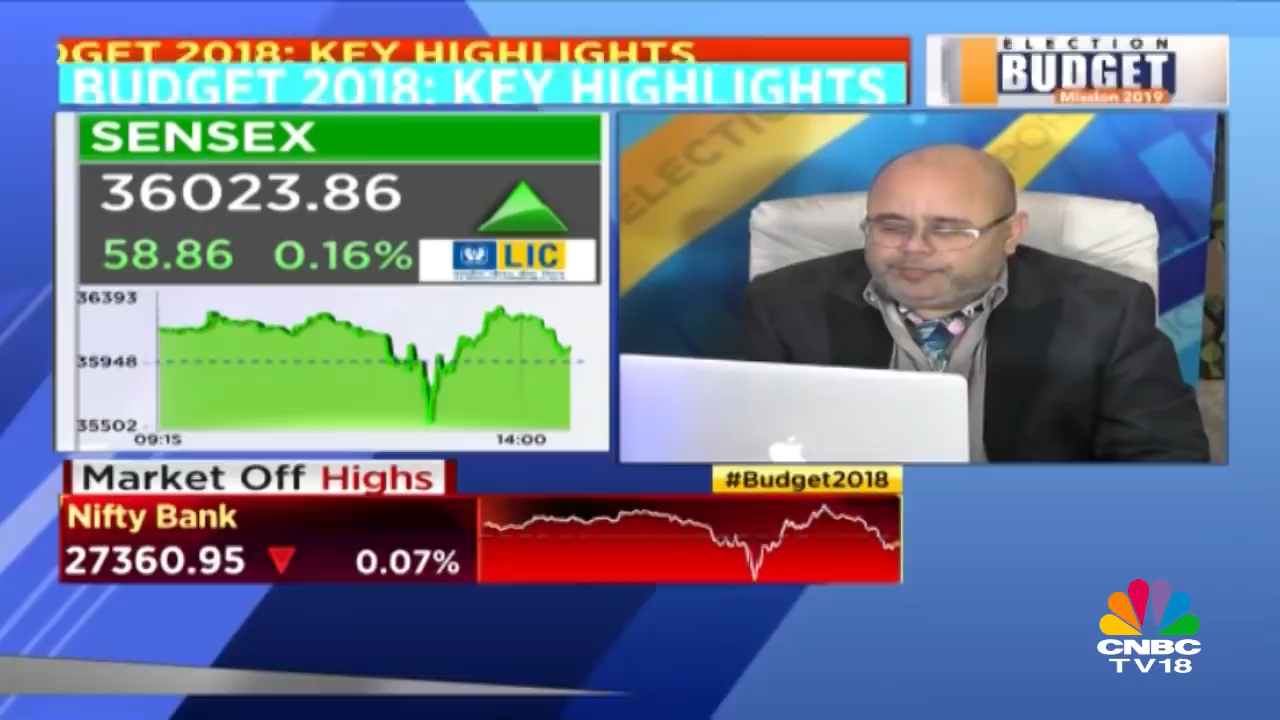 DGET 2018: KEY HIGHLIGHTS
BUDGET 2018: KEY HIGHLIGHTS
ELECTION
BUDGET
Mission 2019
SENSEX
36023.86
58.86 0.16%
LIC
36393
35948
35502
09:15 14:00
ELECTIO
Market Off Highs
#Budget2018
Nifty Bank
27360.95 0.07%
CNBC
TV18